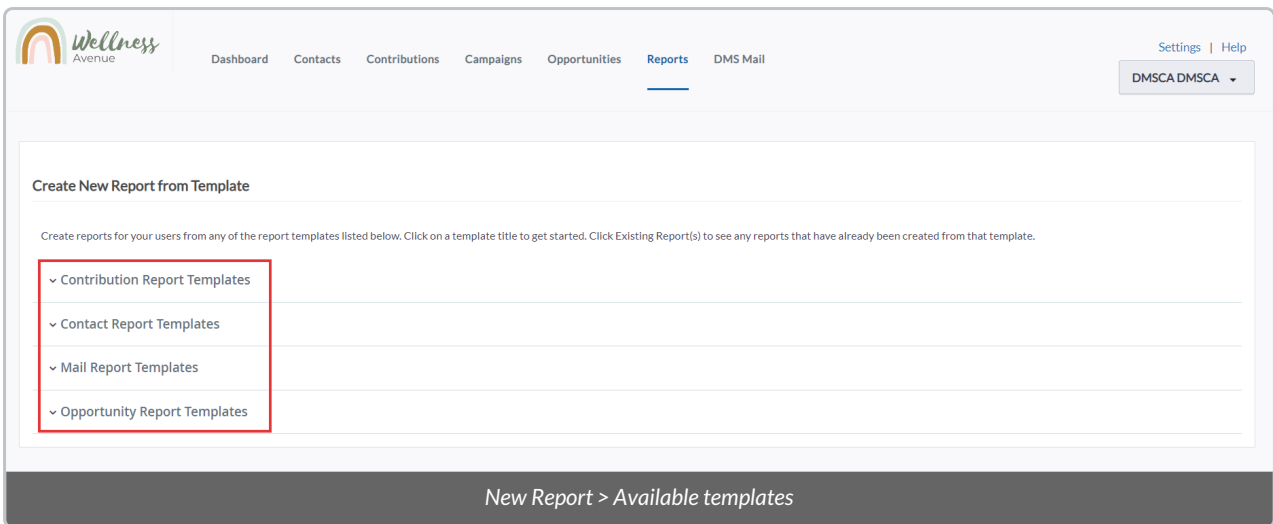 Wellness
Avenue
Dashboard Contacts Contributions Campaigns Opportunities Reports DMS Mail
Settings | Help
DMSCA DMSCA
Create New Report from Template
Create reports for your users from any of the report templates listed below. Click on a template title to get started. Click Existing Report(s) to see any reports that have already been created from that template.
Contribution Report Templates
Contact Report Templates
Mail Report Templates
Opportunity Report Templates
New Report > Available templates